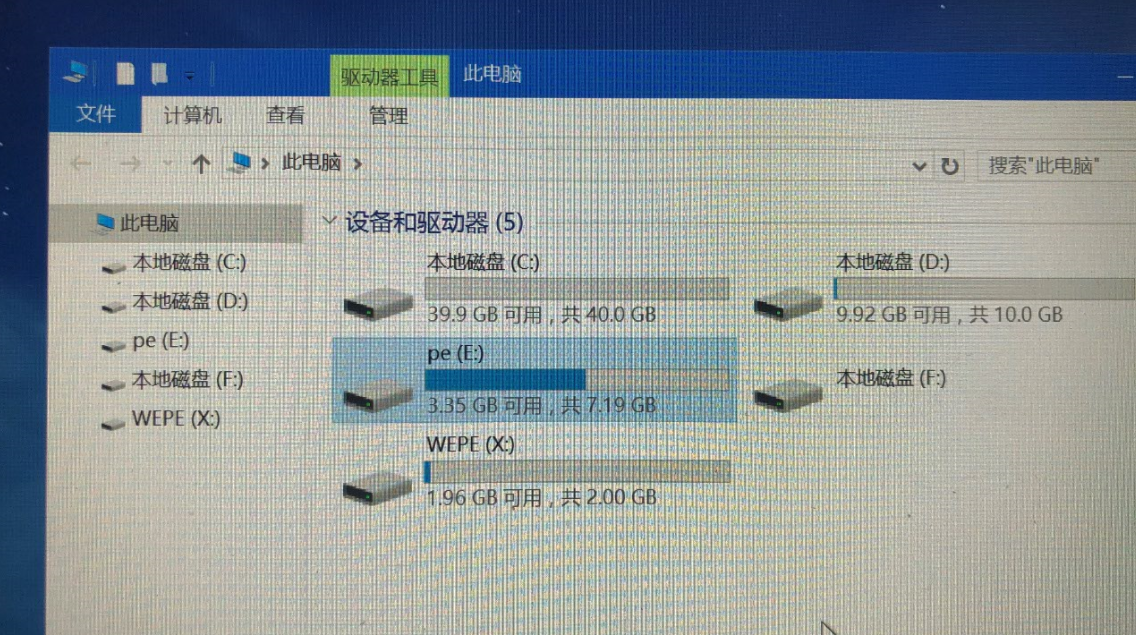 驱动器工具 此电脑
文件 计算机 查看 管理
此电脑 搜索"此电脑"
此电脑
本地磁盘 (C:)
本地磁盘 (D:)
pe (E:)
本地磁盘 (F:)
WEPE (X:)
设备和驱动器 (5)
本地磁盘 (C:)
39.9 GB 可用，共 40.0 GB
本地磁盘 (D:)
9.92 GB 可用，共 10.0 GB
pe (E:)
3.35 GB 可用，共 7.19 GB
本地磁盘 (F:)
WEPE (X:)
1.96 GB 可用，共 2.00 GB